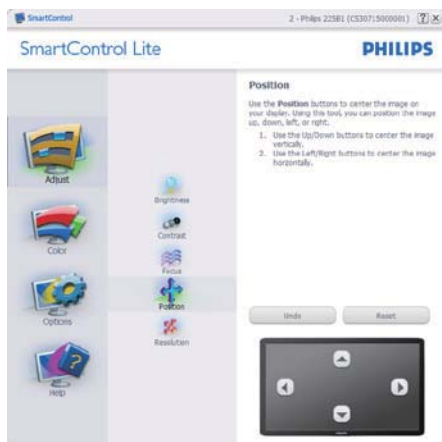 SmartControl
2 - Philips 225B1 (CS30715000001)
SmartControl Lite
PHILIPS
Position
Use the Position buttons to center the image on
your display. Using this tool, you can position the image
up, down, left, or right.
1. Use the Up/Down buttons to center the image
vertically.
2. Use the Left/Right buttons to center the image
horizontally.
Adjust
Color
Options
Help
Brightness
Contrast
Focus
Position
Resolution
Undo
Reset